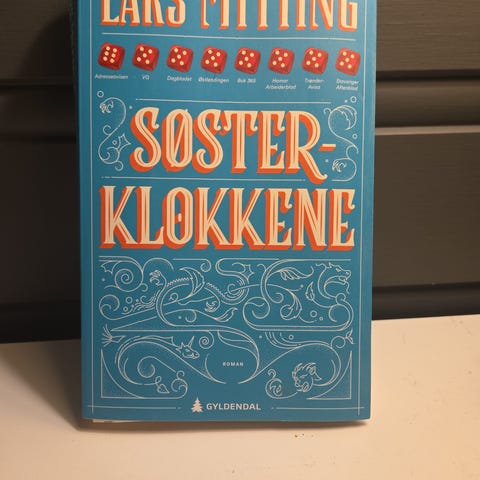 LARS MYTTING
Adresseavisen VG Dagbladet Østlendingen Bok 365 Hamar Arbeiderblad Trønder-Avisa Stavanger Aftenblad
SØSTER-
KLOKKENE
ROMAN
GYLDENDAL